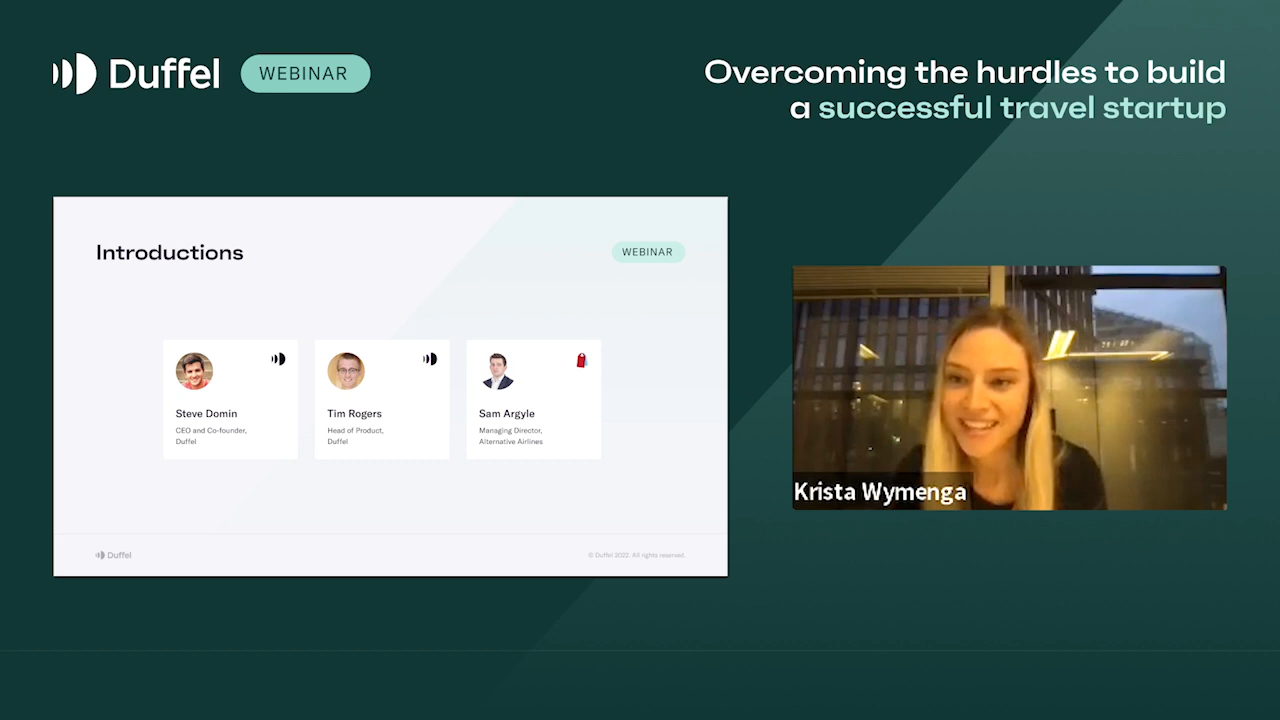 Duffel
WEBINAR
Overcoming the hurdles to build
a successful travel startup
Introductions
WEBINAR
Steve Domin
CEO and Co-founder,
Duffel
Tim Rogers
Head of Product,
Duffel
Sam Argyle
Managing Director,
Alternative Airlines
Duffel
© Duffel 2022. All rights reserved.
Krista Wymenga